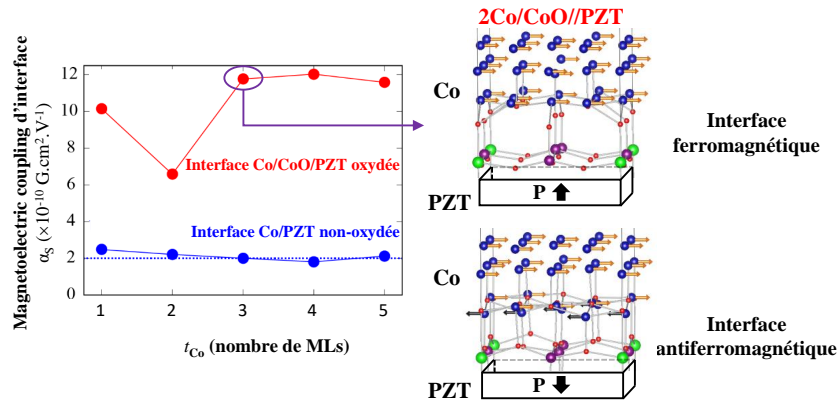 Magnetoelectric coupling d'interface
α_S (×10⁻¹⁰ G.cm².V⁻¹)
12
10
8
6
4
2
0
1
2
3
4
5
t_Co (nombre de MLs)
Interface Co/CoO/PZT oxydée
Interface Co/PZT non-oxydée
2Co/CoO//PZT
Co
PZT
P
Interface
ferromagnétique
Co
PZT
P
Interface
antiferromagnétique